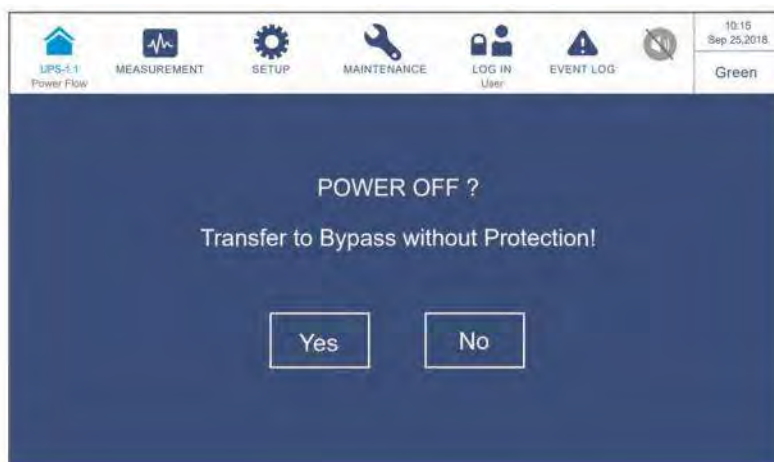 UPS-1.1
Power Flow
MEASUREMENT
SETUP
MAINTENANCE
LOG IN
User
EVENT LOG
10:15
Sep 25,2018
Green
POWER OFF ?
Transfer to Bypass without Protection!
Yes
No